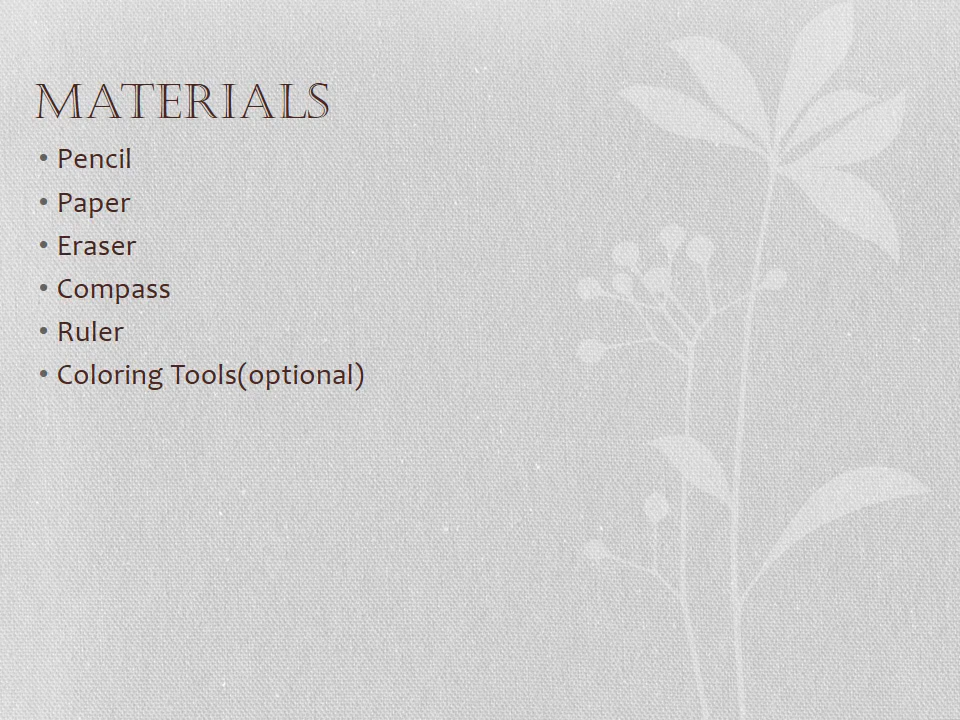 MATERIALS
• Pencil
• Paper
• Eraser
• Compass
• Ruler
• Coloring Tools(optional)